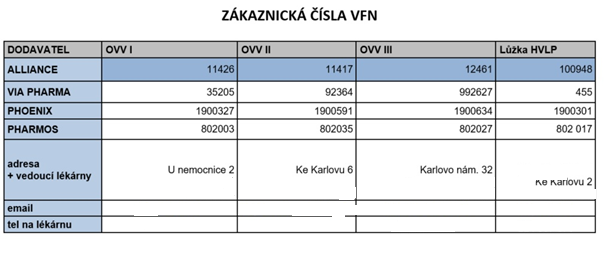 ZÁKAZNICKÁ ČÍSLA VFN
DODAVATEL OVV I OVV II OVV III Lůžka HVLP
ALLIANCE 11426 11417 12461 100948
VIA PHARMA 35205 92364 992627 455
PHOENIX 1900327 1900591 1900634 1900301
PHARMOS 802003 802035 802027 802 017
adresa
+ vedoucí lékárny U nemocnice 2 Ke Karlovu 6 Karlovo nám. 32 Ke Karlovu 2
email
tel na lékárnu